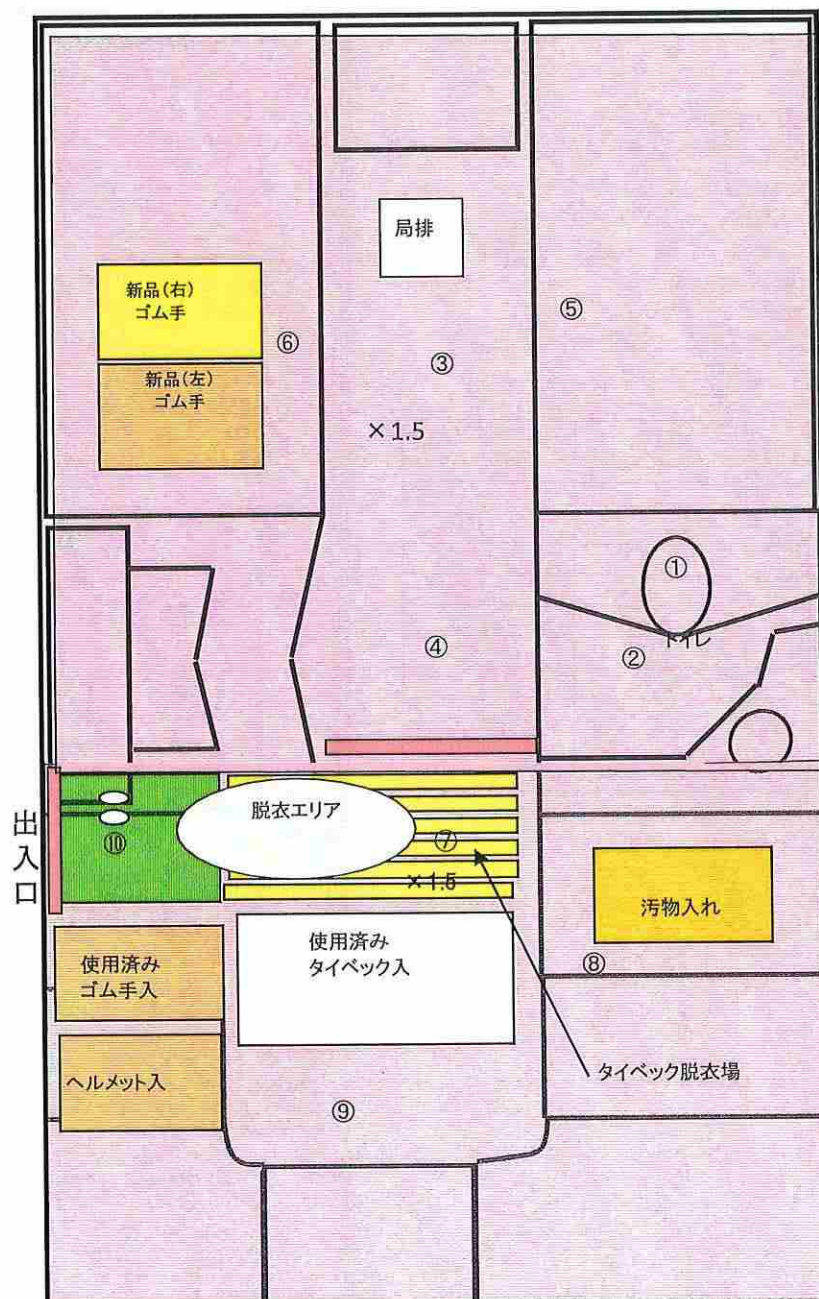 局排
新品(右)
ゴム手
⑥
⑤
③
新品(左)
ゴム手
×1.5
①
④
②
トイレ
出入口
脱衣エリア
⑩
⑦
×1.5
汚物入れ
使用済み
タイベック入
使用済み
ゴム手入
⑧
ヘルメット入
タイベック脱衣場
⑨